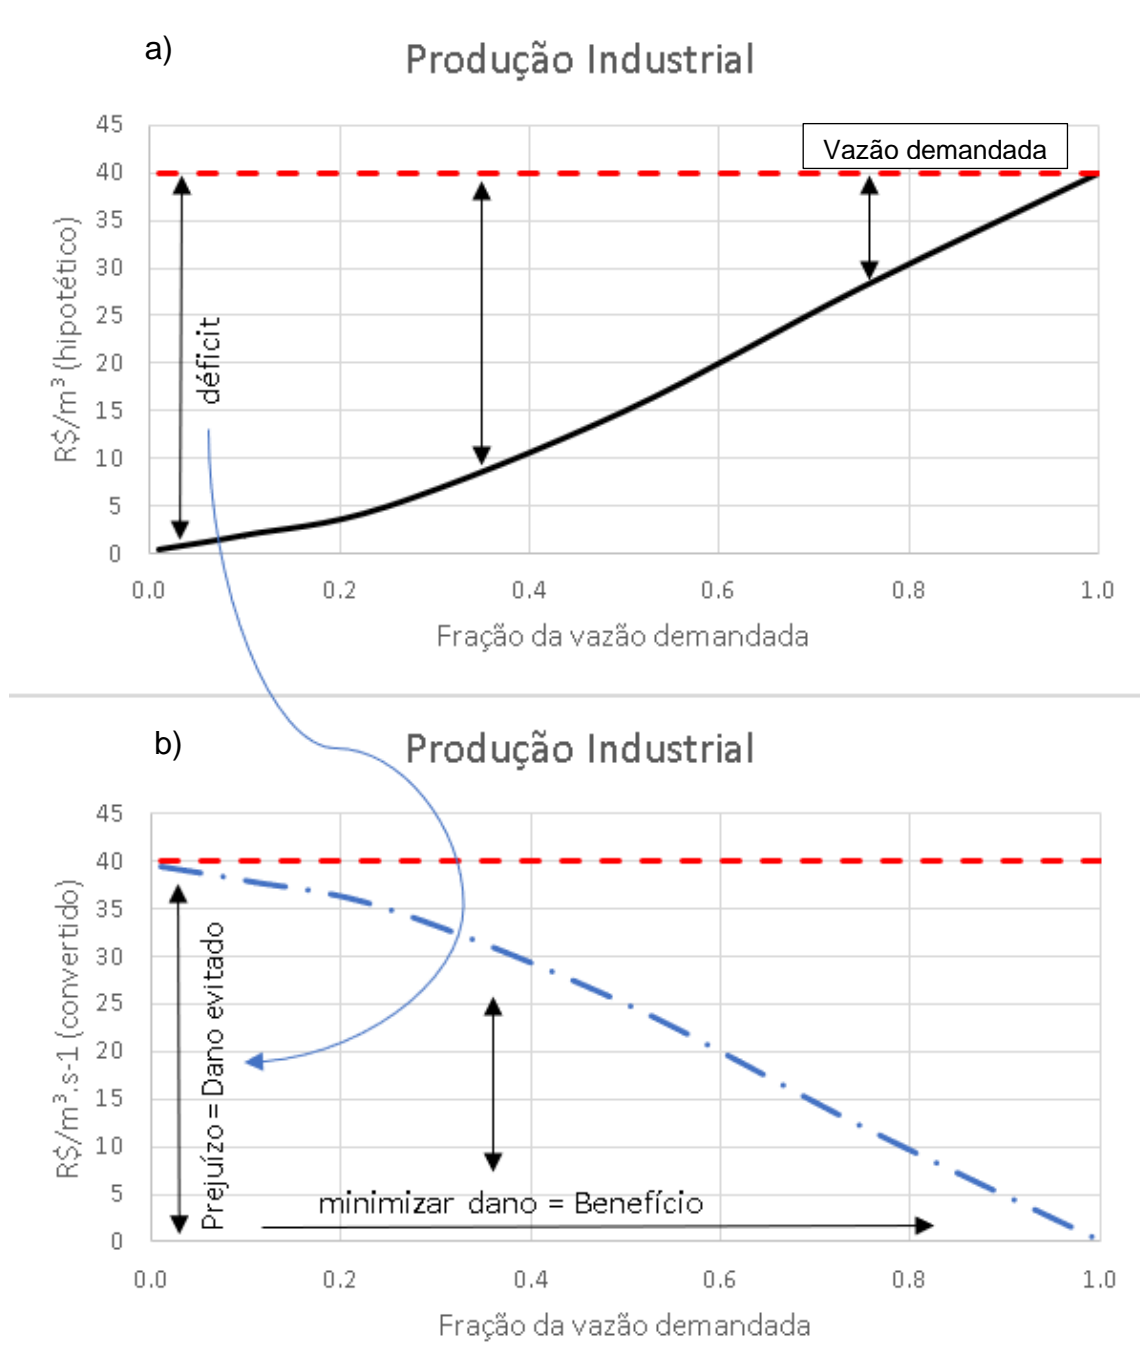 a)
Produção Industrial
Vazão demandada
45
40
35
30
25
20
15
10
5
0
R$/m³ (hipotético)
déficit
0.0 0.2 0.4 0.6 0.8 1.0
Fração da vazão demandada
b)
Produção Industrial
45
40
35
30
25
20
15
10
5
0
R$/m³.s-1 (convertido)
Prejuízo = Dano evitado
minimizar dano = Benefício
0.0 0.2 0.4 0.6 0.8 1.0
Fração da vazão demandada